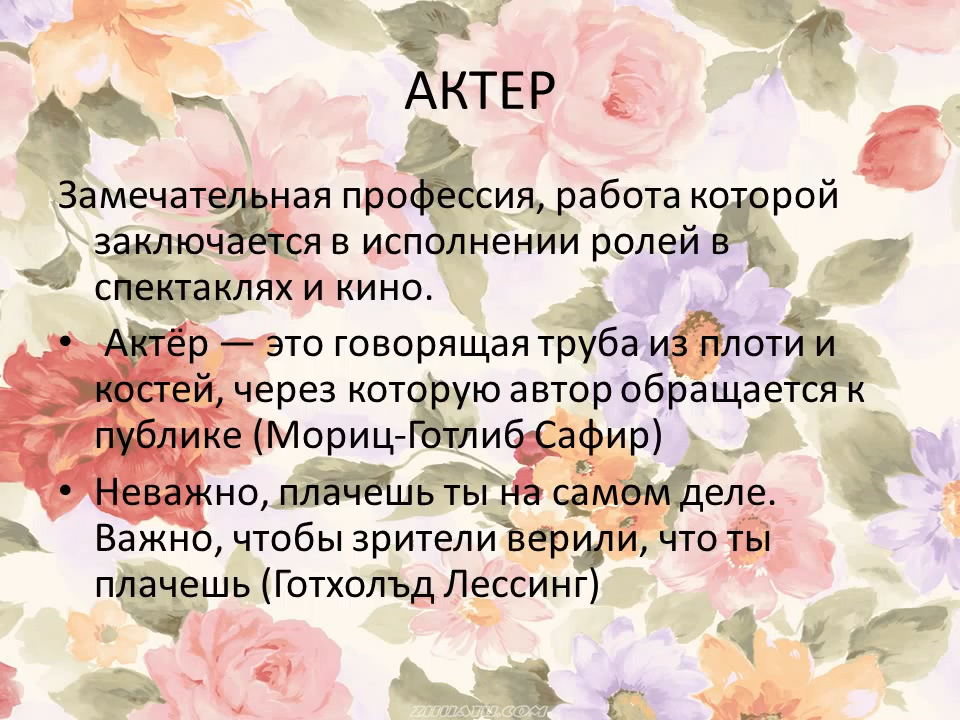 АКТЕР
Замечательная профессия, работа которой
заключается в исполнении ролей в
спектаклях и кино.
• Актёр — это говорящая труба из плоти и
костей, через которую автор обращается к
публике (Мориц-Готлиб Сафир)
• Неважно, плачешь ты на самом деле.
Важно, чтобы зрители верили, что ты
плачешь (Готхолъд Лессинг)